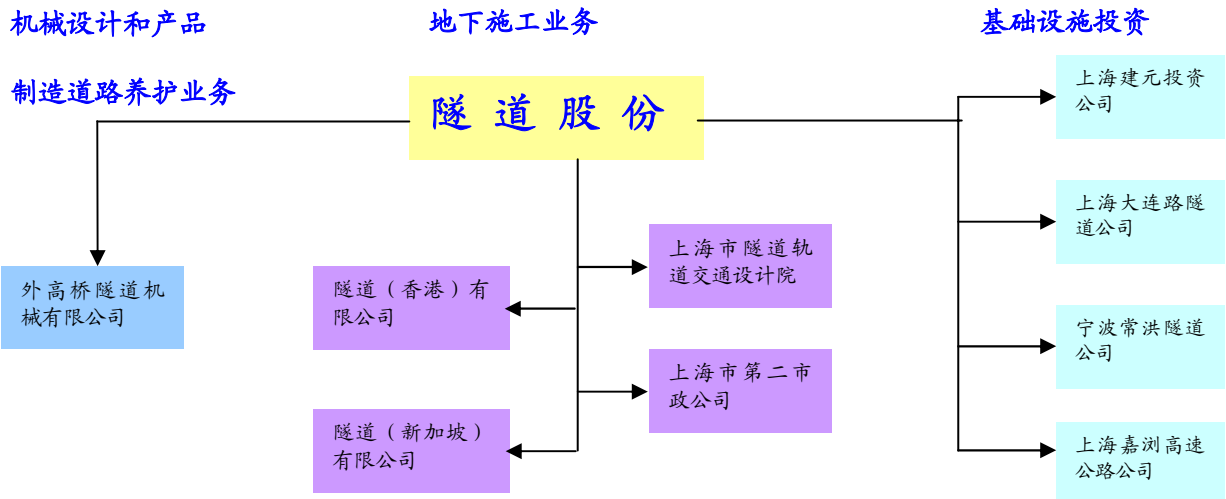 机械设计和产品
制造道路养护业务
地下施工业务
基础设施投资
隧道股份
外高桥隧道机
械有限公司
隧道（香港）有
限公司
隧道（新加坡）
有限公司
上海市隧道轨
道交通设计院
上海市第二市
政公司
上海建元投资
公司
上海大连路隧
道公司
宁波常洪隧道
公司
上海嘉浏高速
公路公司